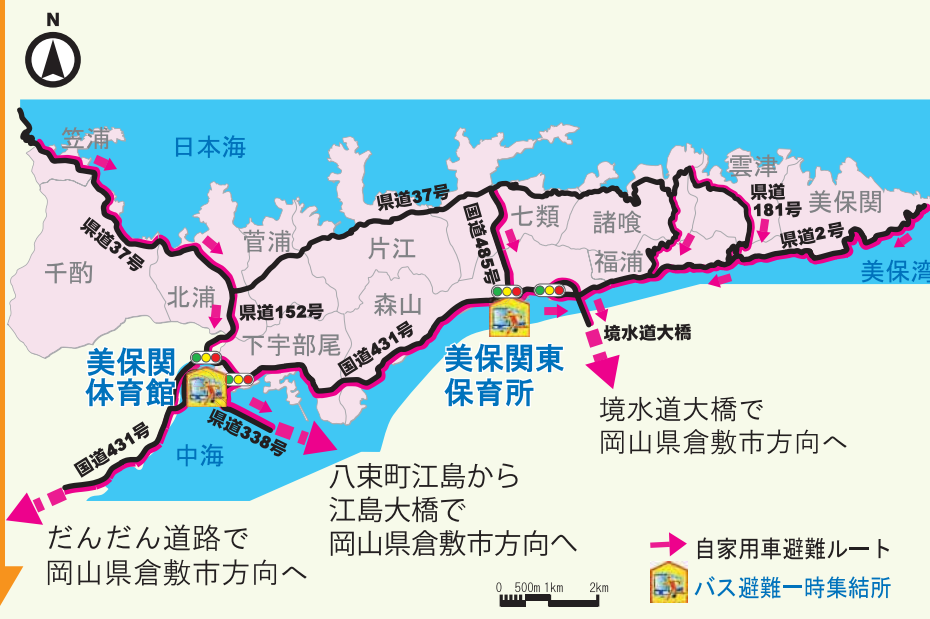 N
笠浦
日本海
雲津
県道
181号
美保関
県道37号
国道485号
七類
諸喰
県道2号
県道37号
菅浦
片江
福浦
美保湾
千酌
北浦
県道152号
森山
下宇部尾
国道431号
境水道大橋
美保関
体育館
美保関東
保育所
県道338号
国道431号
中海
境水道大橋で
岡山県倉敷市方向へ
八束町江島から
江島大橋で
岡山県倉敷市方向へ
だんだん道路で
岡山県倉敷市方向へ
自家用車避難ルート
バス避難一時集結所
0 500m 1km 2km